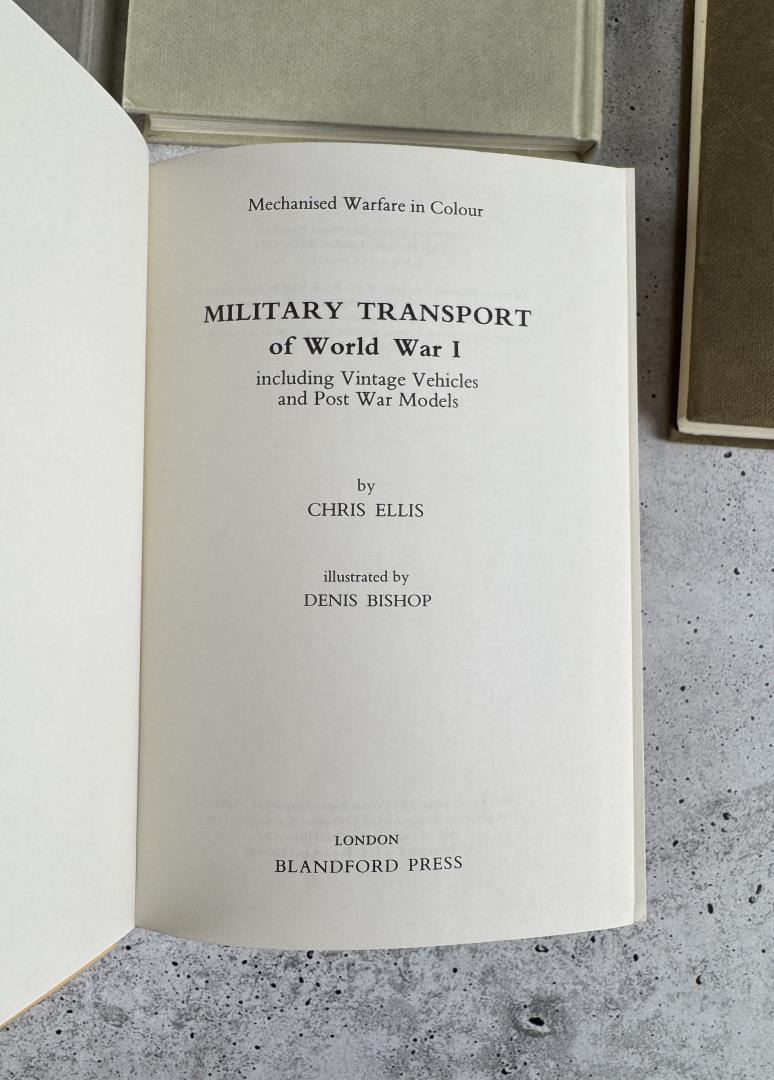 Mechanised Warfare in Colour
MILITARY TRANSPORT
of World War I
including Vintage Vehicles
and Post War Models
by
CHRIS ELLIS
illustrated by
DENIS BISHOP
LONDON
BLANDFORD PRESS